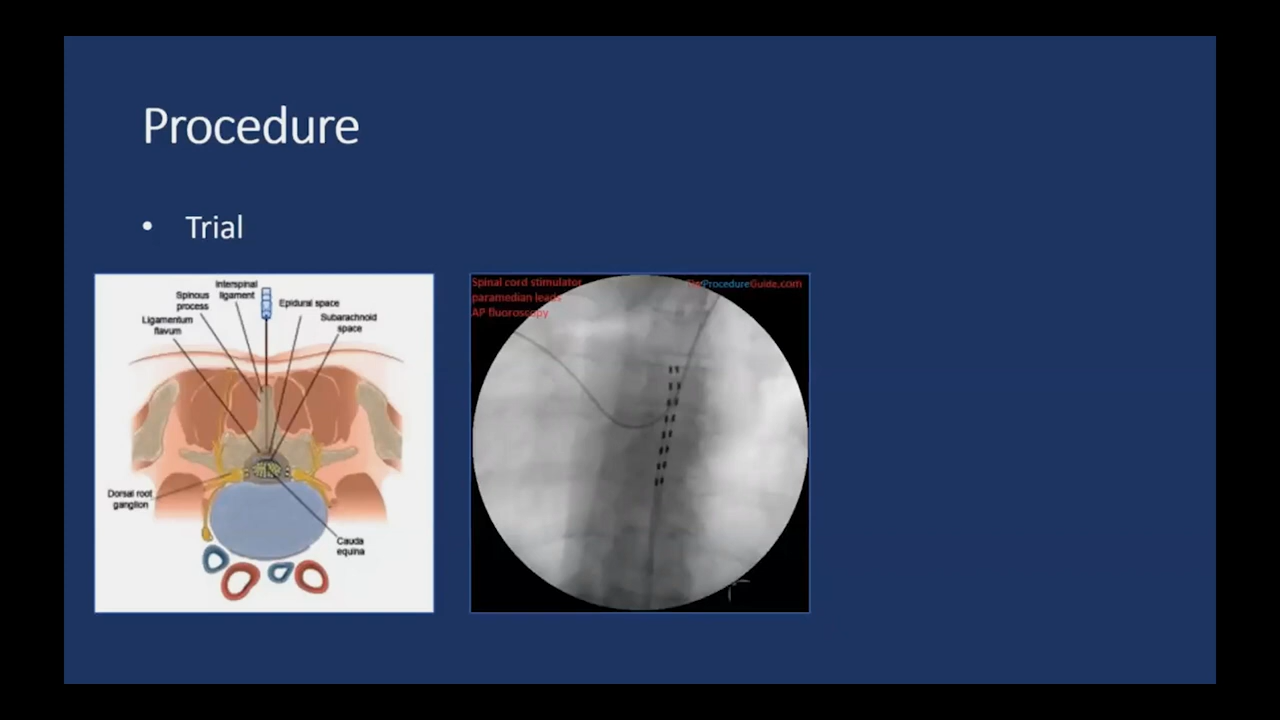 Procedure
• Trial
Interspinal
ligament
Spinous
process
Epidural space
Ligamentum
flavum
Subarachnoid
space
Dorsal root
ganglion
Cauda
equina
Spinal cord stimulator
paramedian leads
AP fluoroscopy
ProcedureGuide.com